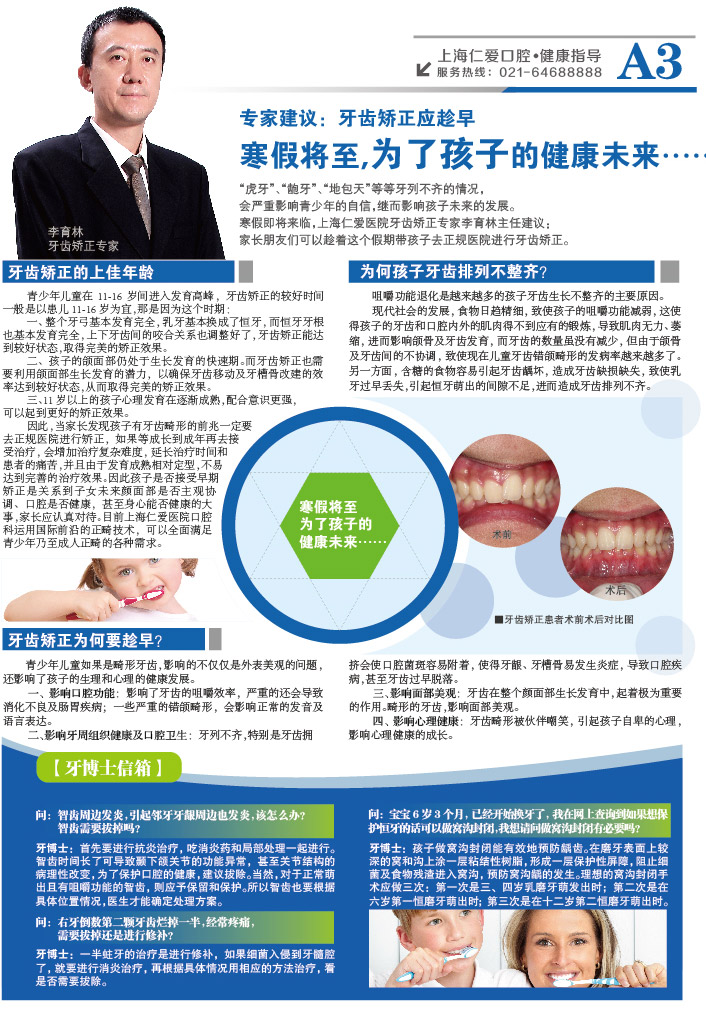 上海仁爱口腔•健康指导
服务热线：021-64688888
A3
专家建议：牙齿矫正应趁早
寒假将至,为了孩子的健康未来……
“虎牙”、“龅牙”、“地包天”等等牙列不齐的情况，
会严重影响青少年的自信,继而影响孩子未来的发展。
寒假即将来临,上海仁爱医院牙齿矫正专家李育林主任建议；
家长朋友们可以趁着这个假期带孩子去正规医院进行牙齿矫正。
李育林
牙齿矫正专家
牙齿矫正的上佳年龄
青少年儿童在 11-16 岁间进入发育高峰，牙齿矫正的较好时间
一般是以患儿 11-16 岁为宜,那是因为这个时期：
一、整个牙弓基本发育完全,乳牙基本换成了恒牙,而恒牙牙根
也基本发育完全,上下牙齿间的咬合关系也调整好了,牙齿矫正能达
到较好状态,取得完美的矫正效果。
二、孩子的颌面部仍处于生长发育的快速期。而牙齿矫正也需
要利用颌面部生长发育的潜力，以确保牙齿移动及牙槽骨改建的效
率达到较好状态,从而取得完美的矫正效果。
三、11 岁以上的孩子心理发育在逐渐成熟,配合意识更强,
可以起到更好的矫正效果。
因此,当家长发现孩子有牙齿畸形的前兆一定要
去正规医院进行矫正，如果等成长到成年再去接
受治疗，会增加治疗复杂难度，延长治疗时间和
患者的痛苦,并且由于发育成熟相对定型,不易
达到完善的治疗效果。因此孩子是否接受早期
矫正是关系到子女未来颜面部是否主观协
调、口腔是否健康，甚至身心能否健康的大
事,家长应认真对待。目前上海仁爱医院口腔
科运用国际前沿的正畸技术，可以全面满足
青少年乃至成人正畸的各种需求。
为何孩子牙齿排列不整齐?
咀嚼功能退化是越来越多的孩子牙齿生长不整齐的主要原因。
现代社会的发展,食物日趋精细,致使孩子的咀嚼功能减弱,这使
得孩子的牙齿和口腔内外的肌肉得不到应有的锻炼,导致肌肉无力、萎
缩，进而影响颌骨及牙齿发育,而牙齿的数量虽没有减少，但由于颌骨
及牙齿间的不协调，致使现在儿童牙齿错颌畸形的发病率越来越多了。
另一方面，含糖的食物容易引起牙齿龋坏，造成牙齿缺损缺失，致使乳
牙过早丢失,引起恒牙萌出的间隙不足,进而造成牙齿排列不齐。
寒假将至
为了孩子的
健康未来……
术前
术后
■牙齿矫正患者术前术后对比图
牙齿矫正为何要趁早?
青少年儿童如果是畸形牙齿,影响的不仅仅是外表美观的问题,
还影响了孩子的生理和心理的健康发展。
一、影响口腔功能：影响了牙齿的咀嚼效率，严重的还会导致
消化不良及肠胃疾病；一些严重的错颌畸形，会影响正常的发音及
语言表达。
二、影响牙周组织健康及口腔卫生：牙列不齐,特别是牙齿拥
挤会使口腔菌斑容易附着，使得牙龈、牙槽骨易发生炎症，导致口腔疾
病,甚至牙齿过早脱落。
三、影响面部美观：牙齿在整个颜面部生长发育中,起着极为重要
的作用。畸形的牙齿,影响面部美观。
四、影响心理健康：牙齿畸形被伙伴嘲笑，引起孩子自卑的心理，
影响心理健康的成长。
【牙博士信箱】
问：智齿周边发炎,引起邻牙牙龈周边也发炎,该怎么办?
智齿需要拔掉吗?
牙博士：首先要进行抗炎治疗，吃消炎药和局部处理一起进行。
智齿时间长了可导致颞下颌关节的功能异常，甚至关节结构的
病理性改变,为了保护口腔的健康,建议拔除。当然,对于正常萌
出且有咀嚼功能的智齿，则应予保留和保护。所以智齿也要根据
具体位置情况,医生才能确定处理方案。
问：右牙倒数第二颗牙齿烂掉一半,经常疼痛，
需要拔掉还是进行修补?
牙博士：一半蛀牙的治疗是进行修补，如果细菌入侵到牙髓腔
了，就要进行消炎治疗，再根据具体情况用相应的方法治疗，看
是否需要拔除。
问：宝宝 6 岁 3 个月，已经开始换牙了，我在网上查询到如果想保
护恒牙的话可以做窝沟封闭,我想请问做窝沟封闭有必要吗?
牙博士：孩子做窝沟封闭能有效地预防龋齿。在磨牙表面上较
深的窝和沟上涂一层粘结性树脂,形成一层保护性屏障,阻止细
菌及食物残渣进入窝沟，预防窝沟龋的发生。理想的窝沟封闭手
术应做三次：第一次是三、四岁乳磨牙萌发出时；第二次是在
六岁第一恒磨牙萌出时；第三次是在十二岁第二恒磨牙萌出时。